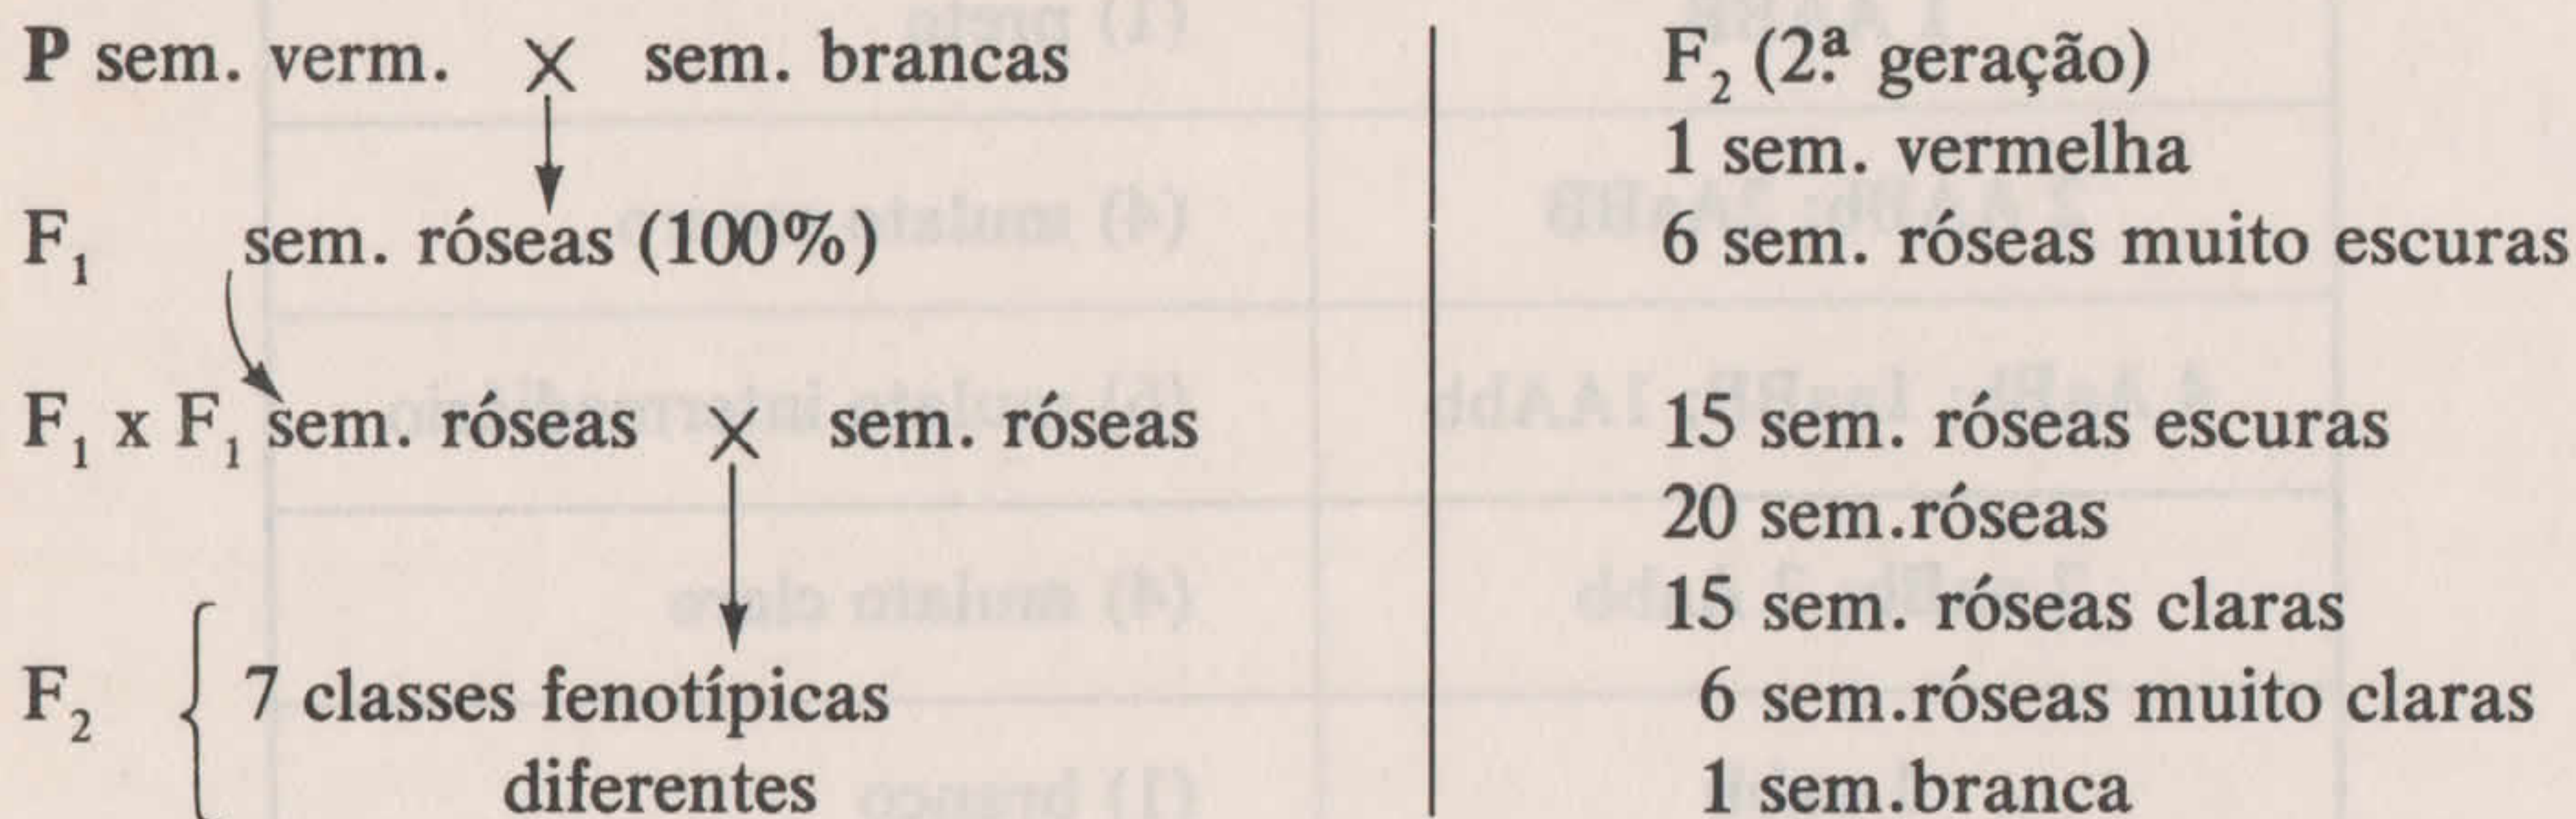 P sem. verm. × sem. brancas
F₁ sem. róseas (100%)
F₁ x F₁ sem. róseas × sem. róseas
F₂ { 7 classes fenotípicas
diferentes
F₂ (2ª geração)
1 sem. vermelha
6 sem. róseas muito escuras
15 sem. róseas escuras
20 sem.róseas
15 sem. róseas claras
6 sem.róseas muito claras
1 sem.branca